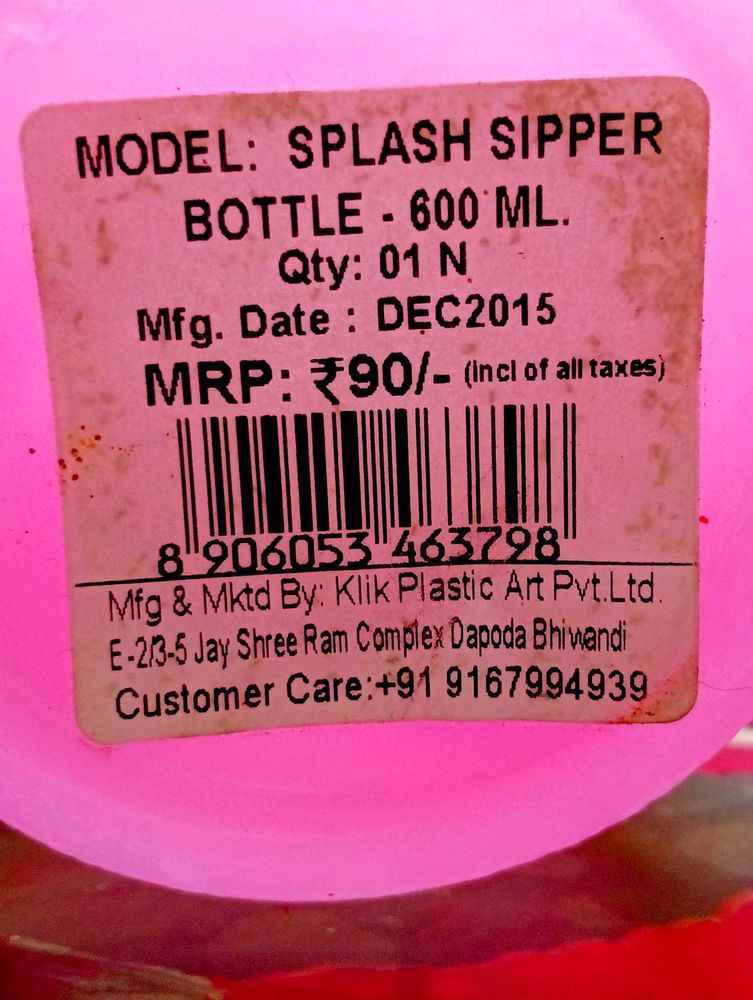 MODEL: SPLASH SIPPER
BOTTLE - 600 ML.
Qty: 01 N
Mfg. Date : DEC2015
MRP: ₹90/- (incl of all taxes)
8 906053 463798
Mfg & Mktd By: Klik Plastic Art Pvt.Ltd.
E-2/3-5 Jay Shree Ram Complex Dapoda Bhiwandi
Customer Care:+91 9167994939